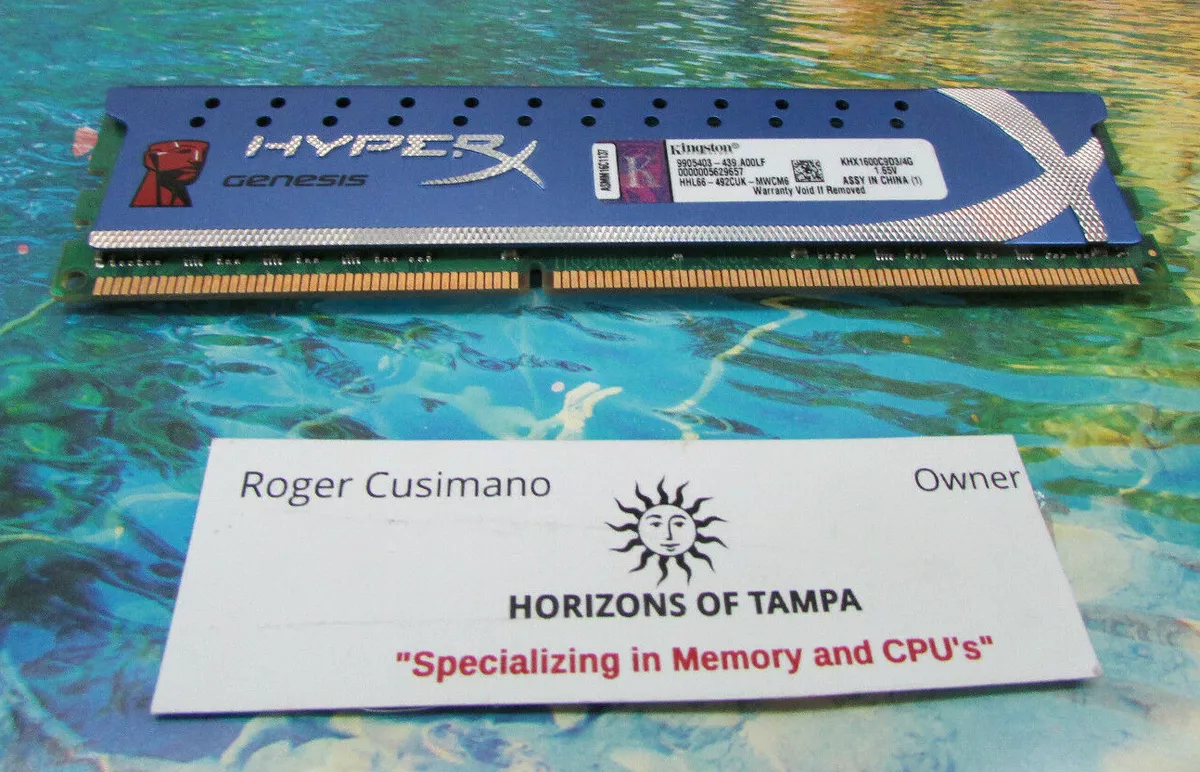 HYPERX
GENESIS
A0MM16C1137
K
Kingston
9905403-439.A00LF
0000005629657
HHL66-492CUK-MWCM6
Warranty Void If Removed
KHX1600C9D3/4G
1.65V
ASSY IN CHINA (1)
Roger Cusimano
Owner
HORIZONS OF TAMPA
"Specializing in Memory and CPU's"